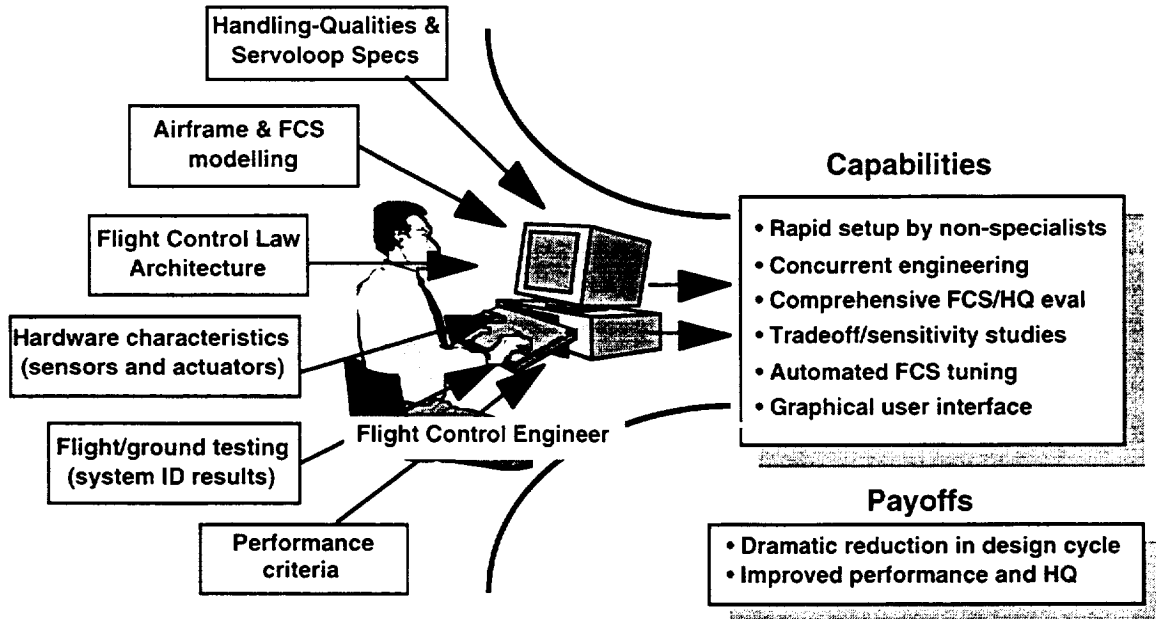 Handling-Qualities &
Servoloop Specs
Airframe & FCS
modelling
Flight Control Law
Architecture
Hardware characteristics
(sensors and actuators)
Flight/ground testing
(system ID results)
Performance
criteria
Flight Control Engineer
Capabilities
• Rapid setup by non-specialists
• Concurrent engineering
• Comprehensive FCS/HQ eval
• Tradeoff/sensitivity studies
• Automated FCS tuning
• Graphical user interface
Payoffs
• Dramatic reduction in design cycle
• Improved performance and HQ